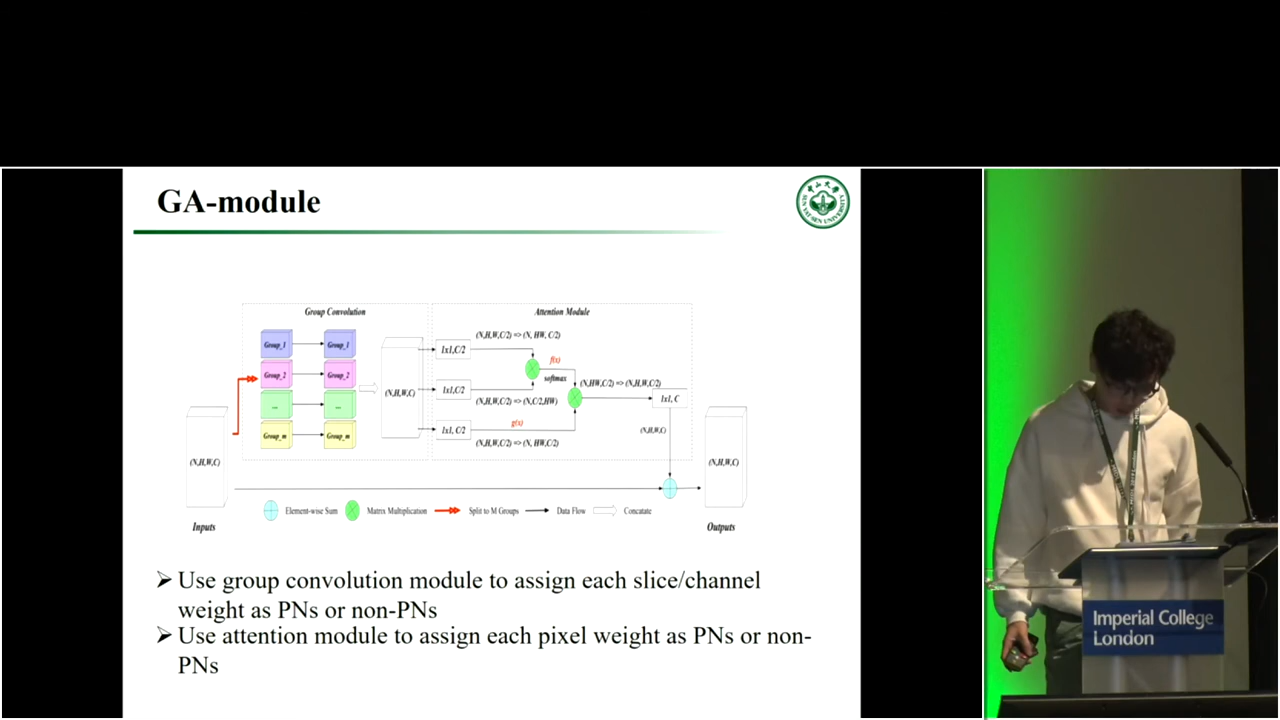 GA-module
SUN YAT-SEN UNIVERSITY
Group Convolution
Attention Module
Group_1
Group_1
Group_2
Group_2
...
...
Group_m
Group_m
(N,H,W,C)
1x1,C/2
1x1,C/2
1x1, C/2
(N,H,W,C/2) => (N, HW, C/2)
f(x)
softmax
(N,H,W,C/2) => (N,C/2,HW)
g(x)
(N,H,W,C/2) => (N, HW,C/2)
(N,HW,C/2) => (N,H,W,C/2)
1x1, C
(N,H,W,C)
(N,H,W,C)
(N,H,W,C)
Inputs
Outputs
Element-wise Sum
Matrix Multiplication
Split to M Groups
Data Flow
Concatate
➢ Use group convolution module to assign each slice/channel
weight as PNs or non-PNs
➢ Use attention module to assign each pixel weight as PNs or non-
PNs
Imperial College
London